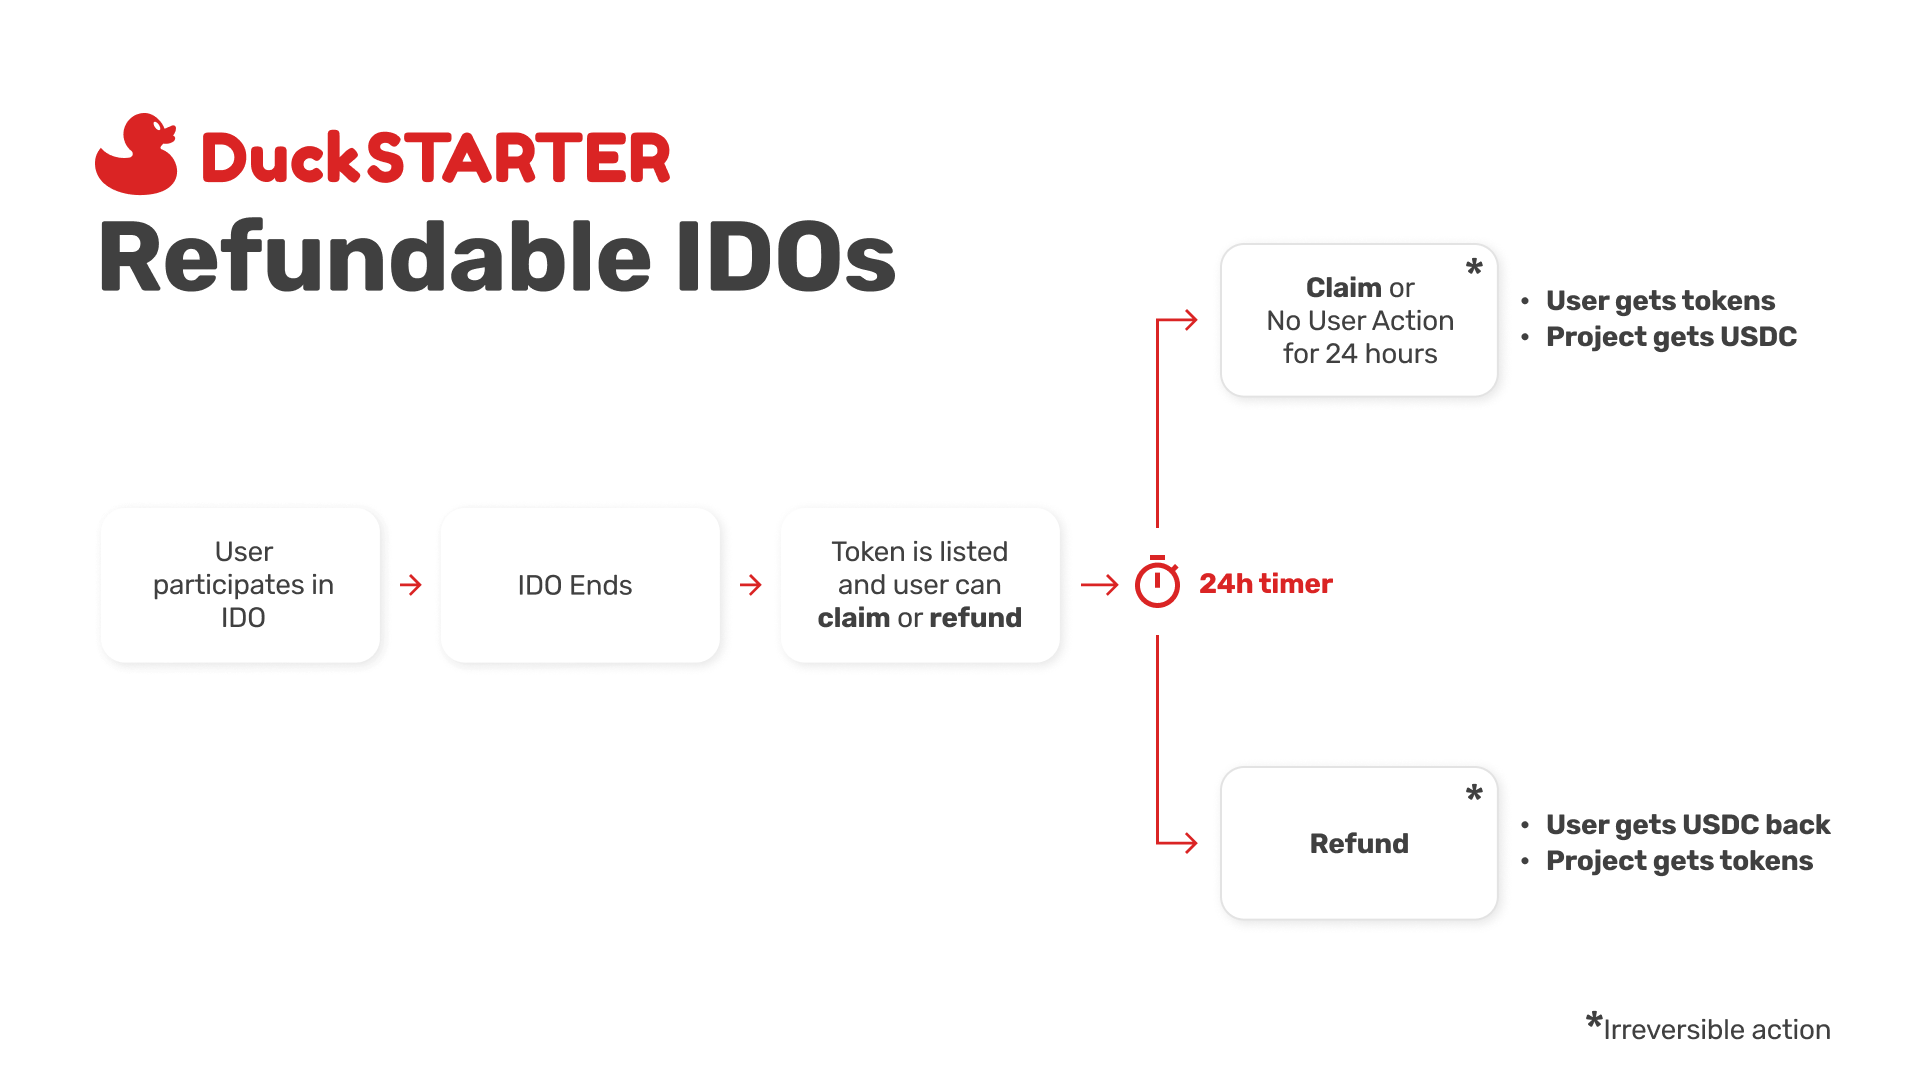 DuckSTARTER
Refundable IDOs
User
participates in
IDO
IDO Ends
Token is listed
and user can
claim or refund
24h timer
*
Claim or
No User Action
for 24 hours
• User gets tokens
• Project gets USDC
*
Refund
• User gets USDC back
• Project gets tokens
*Irreversible action